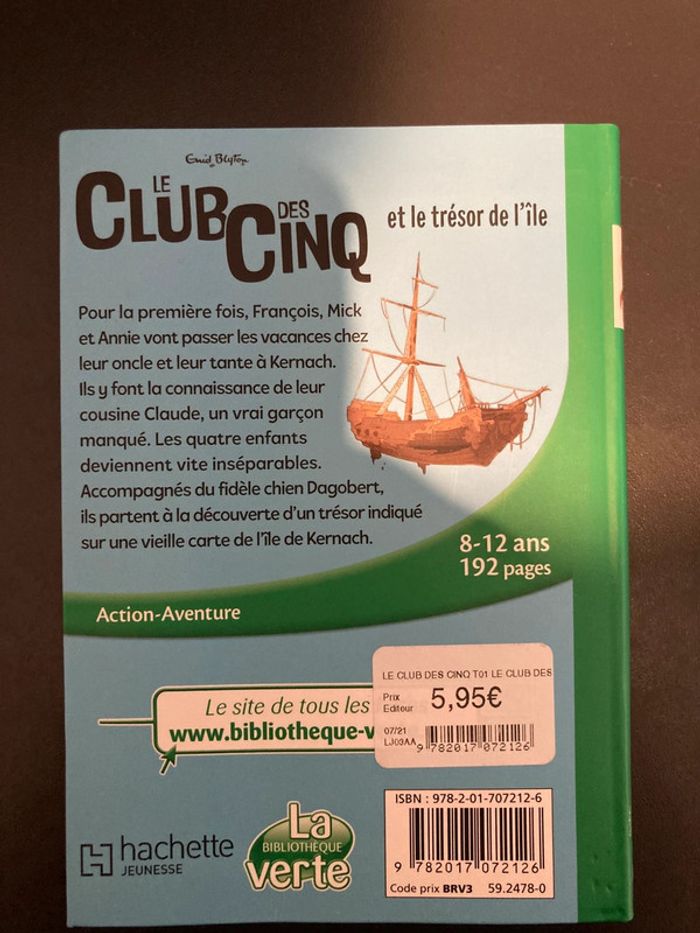 Enid Blyton
LE
CLUB
DES
CINQ
et le trésor de l'île
Pour la première fois, François, Mick
et Annie vont passer les vacances chez
leur oncle et leur tante à Kernach.
Ils y font la connaissance de leur
cousine Claude, un vrai garçon
manqué. Les quatre enfants
deviennent vite inséparables.
Accompagnés du fidèle chien Dagobert,
ils partent à la découverte d'un trésor indiqué
sur une vieille carte de l'île de Kernach.
8-12 ans
192 pages
Action-Aventure
LE CLUB DES CINQ T01 LE CLUB DES
Prix
Editeur
5,95€
07/21
LJ03AA
9 782017 072126
Le site de tous les
www.bibliotheque-v
ISBN : 978-2-01-707212-6
9 782017 072126
Code prix BRV3 59.2478-0
hachette
JEUNESSE
La
BIBLIOTHÈQUE
verte